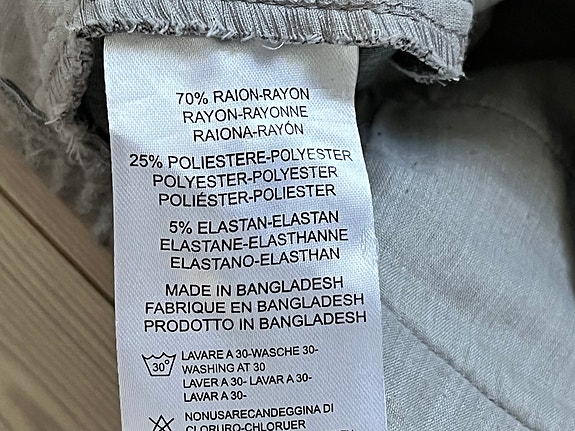 70% RAION-RAYON
RAYON-RAYONNE
RAIONA-RAYÓN
25% POLIESTERE-POLYESTER
POLYESTER-POLYESTER
POLIÉSTER-POLIESTER
5% ELASTAN-ELASTAN
ELASTANE-ELASTHANNE
ELASTANO-ELASTHAN
MADE IN BANGLADESH
FABRIQUE EN BANGLADESH
PRODOTTO IN BANGLADESH
30° LAVARE A 30-WASCHE 30-
WASHING AT 30
LAVER A 30- LAVAR A 30-
LAVAR A 30-
NONUSARECANDEGGINA DI
CLORURO-CHLORUER